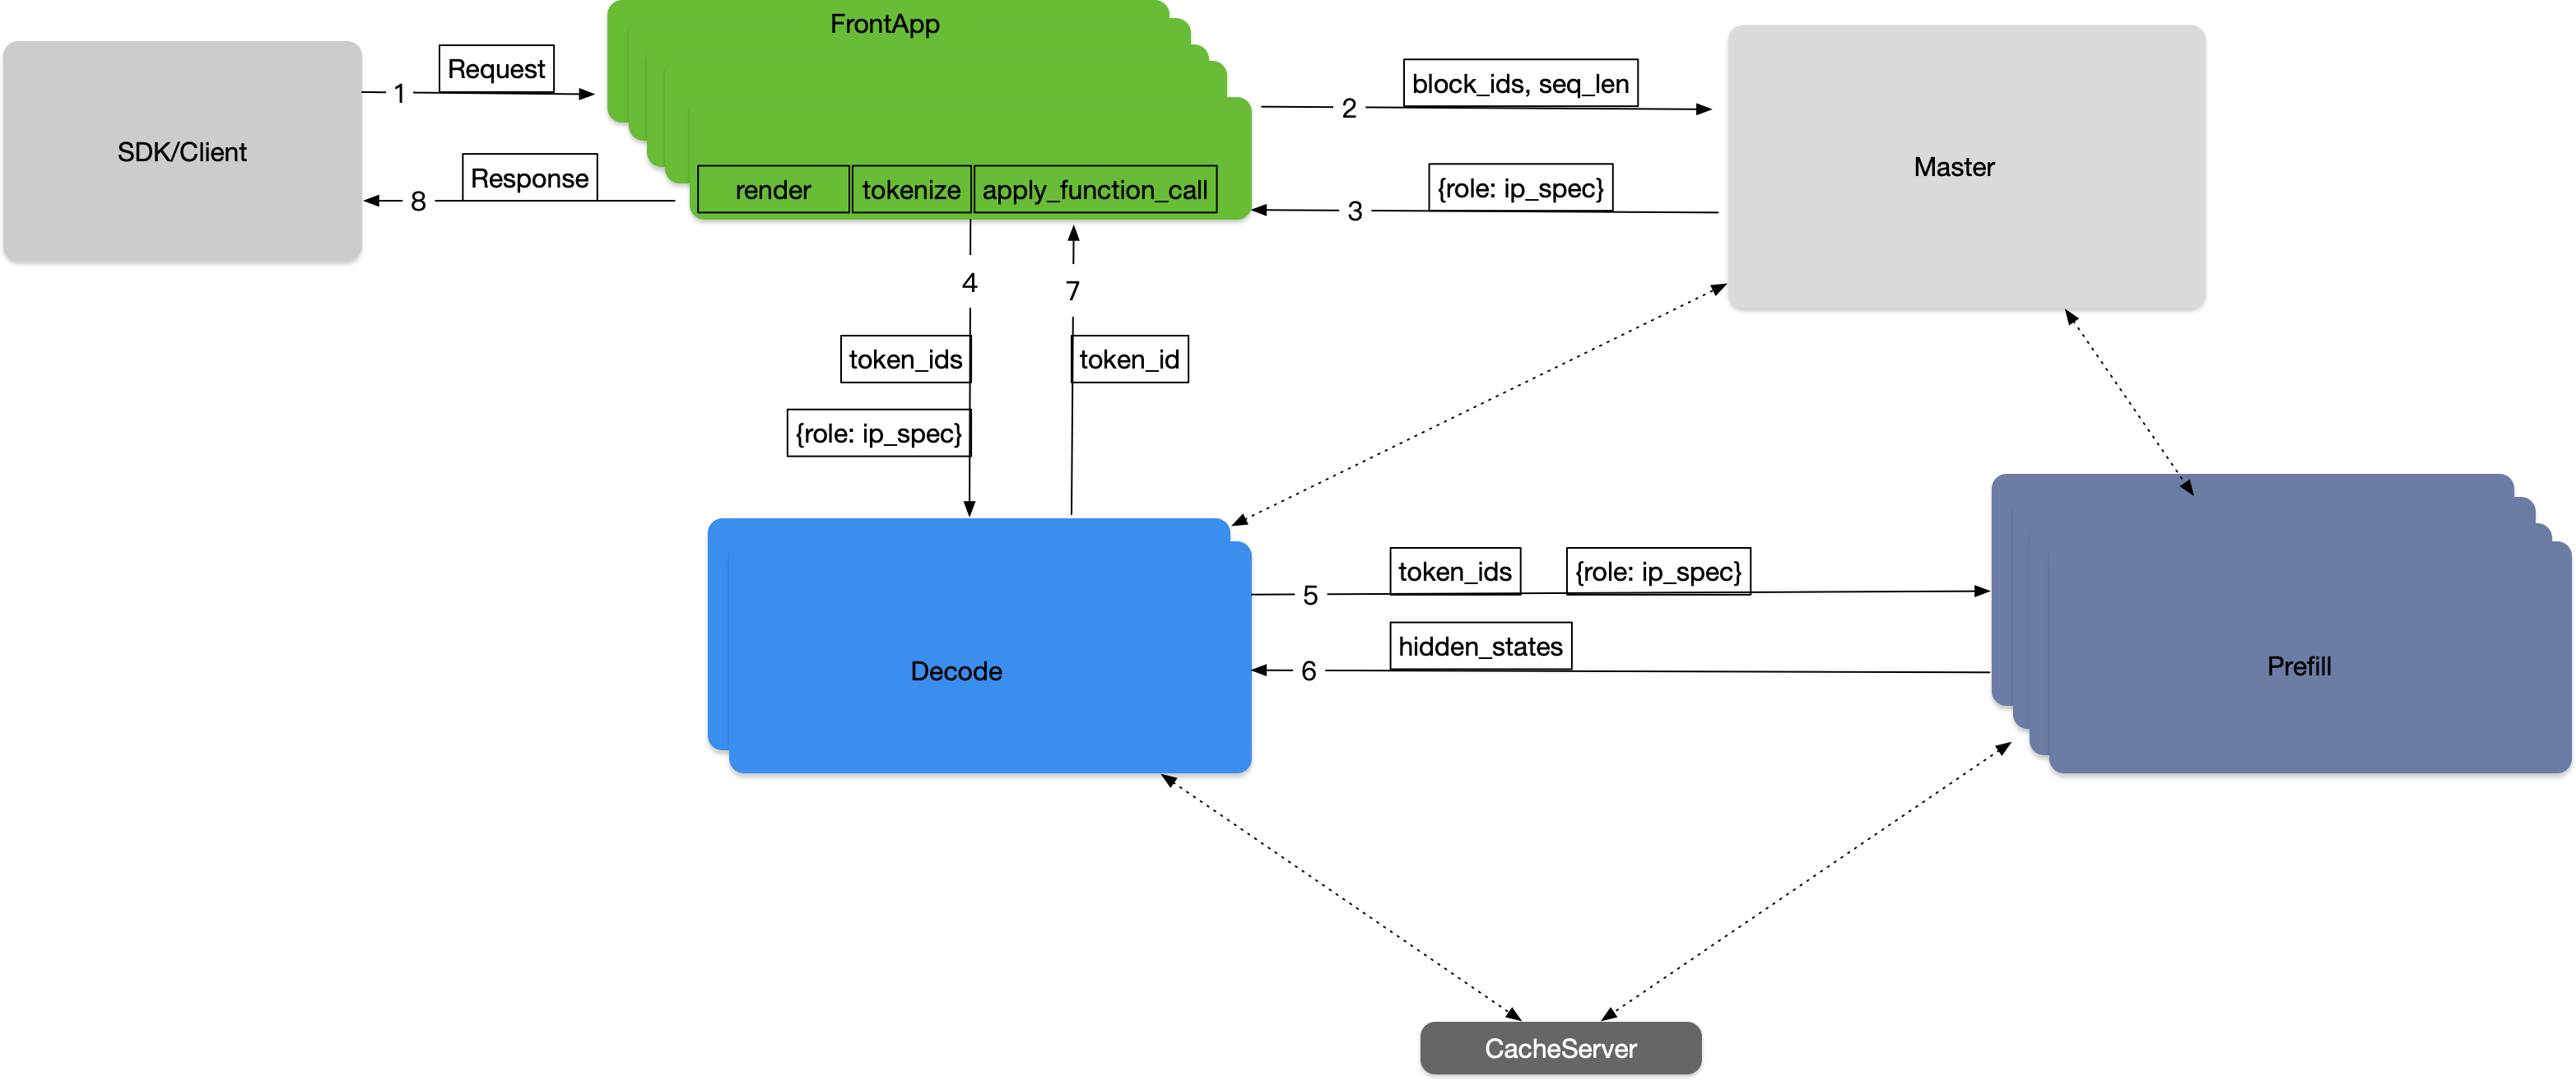 FrontApp
SDK/Client
1
Request
8
Response
render
tokenize
apply_function_call
2
block_ids, seq_len
3
{role: ip_spec}
Master
4
7
token_ids
token_id
{role: ip_spec}
Decode
5
token_ids
{role: ip_spec}
6
hidden_states
Prefill
CacheServer